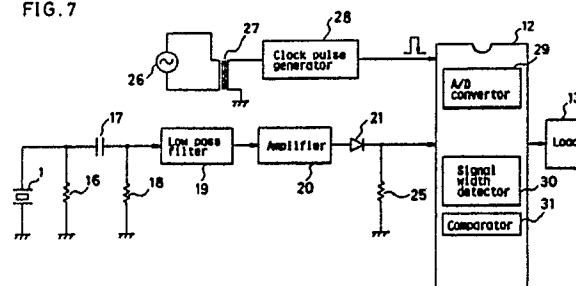 FIG.7
28
27
Clock pulse
generator
26
12
29
A/D
convertor
13
Load
17
21
Low pass
filter
Amplifier
1
16
18
19
20
25
Signal
width
detector
30
31
Comparator